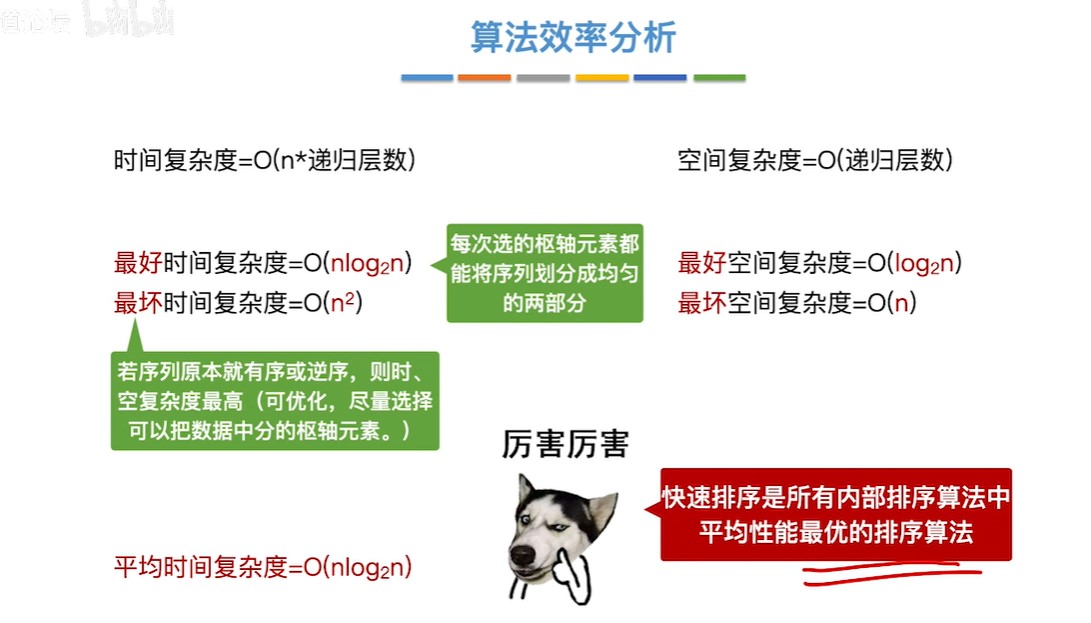 道论坛 bilibili
算法效率分析
时间复杂度=O(n*递归层数)
空间复杂度=O(递归层数)
最好时间复杂度=O(nlog₂n)
最坏时间复杂度=O(n²)
每次选的枢轴元素都
能将序列划分成均匀
的两部分
最好空间复杂度=O(log₂n)
最坏空间复杂度=O(n)
若序列原本就有序或逆序，则时、
空复杂度最高（可优化，尽量选择
可以把数据中分的枢轴元素。）
厉害厉害
快速排序是所有内部排序算法中
平均性能最优的排序算法
平均时间复杂度=O(nlog₂n)